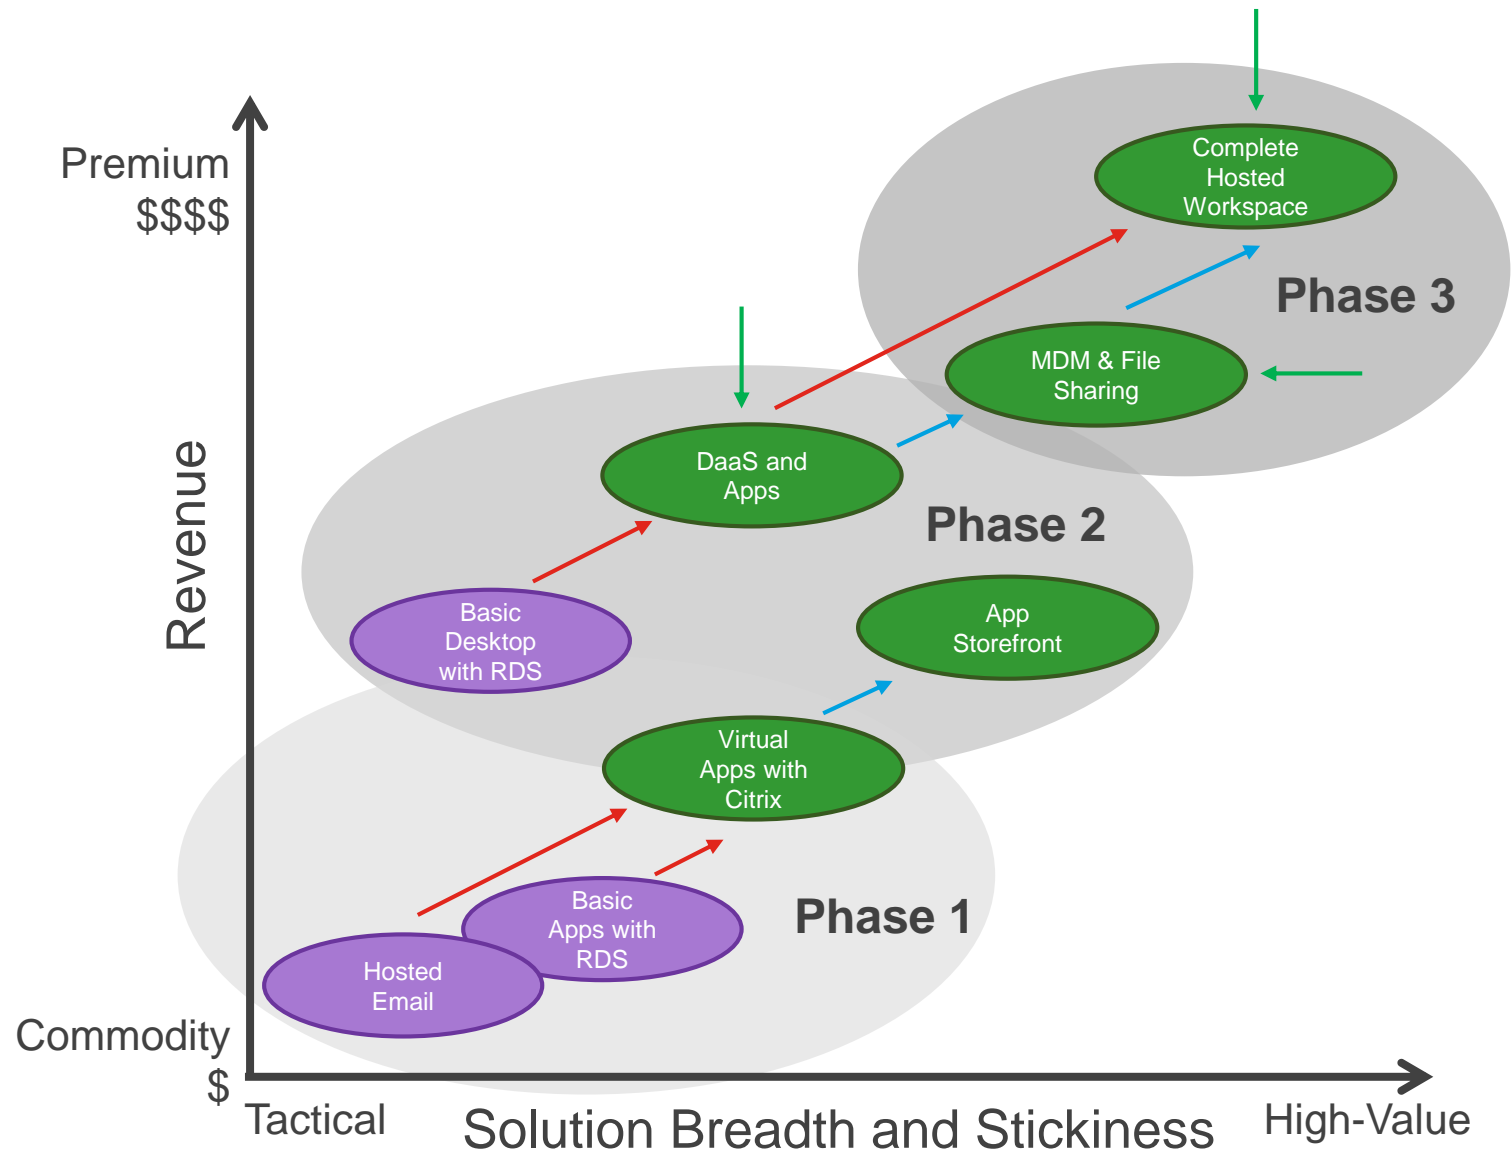 Premium
$$$$
Complete
Hosted
Workspace
Phase 3
MDM & File
Sharing
DaaS and
Apps
Phase 2
Revenue
Basic
Desktop
with RDS
App
Storefront
Virtual
Apps with
Citrix
Basic
Apps with
RDS
Phase 1
Hosted
Email
Commodity
$
Tactical
Solution Breadth and Stickiness
High-Value